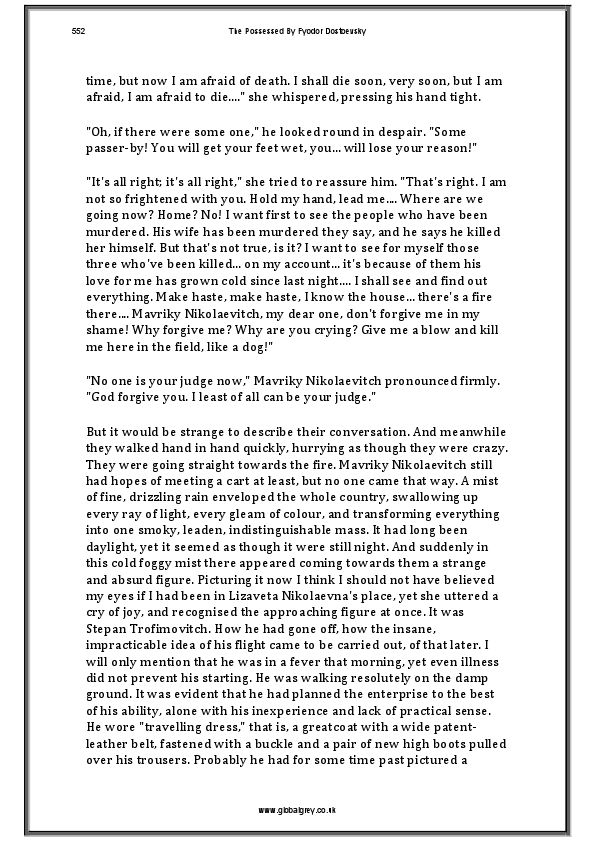 552
The Possessed By Fyodor Dostoevsky
time, but now I am afraid of death. I shall die soon, very soon, but I am
afraid, I am afraid to die...." she whispered, pressing his hand tight.
"Oh, if there were some one," he looked round in despair. "Some
passer-by! You will get your feet wet, you... will lose your reason!"
"It's all right; it's all right," she tried to reassure him. "That's right. I am
not so frightened with you. Hold my hand, lead me.... Where are we
going now? Home? No! I want first to see the people who have been
murdered. His wife has been murdered they say, and he says he killed
her himself. But that's not true, is it? I want to see for myself those
three who've been killed... on my account... it's because of them his
love for me has grown cold since last night.... I shall see and find out
everything. Make haste, make haste, I know the house... there's a fire
there.... Mavriky Nikolaevitch, my dear one, don't forgive me in my
shame! Why forgive me? Why are you crying? Give me a blow and kill
me here in the field, like a dog!"
"No one is your judge now," Mavriky Nikolaevitch pronounced firmly.
"God forgive you. I least of all can be your judge."
But it would be strange to describe their conversation. And meanwhile
they walked hand in hand quickly, hurrying as though they were crazy.
They were going straight towards the fire. Mavriky Nikolaevitch still
had hopes of meeting a cart at least, but no one came that way. A mist
of fine, drizzling rain enveloped the whole country, swallowing up
every ray of light, every gleam of colour, and transforming everything
into one smoky, leaden, indistinguishable mass. It had long been
daylight, yet it seemed as though it were still night. And suddenly in
this cold foggy mist there appeared coming towards them a strange
and absurd figure. Picturing it now I think I should not have believed
my eyes if I had been in Lizaveta Nikolaevna's place, yet she uttered a
cry of joy, and recognised the approaching figure at once. It was
Stepan Trofimovitch. How he had gone off, how the insane,
impracticable idea of his flight came to be carried out, of that later. I
will only mention that he was in a fever that morning, yet even illness
did not prevent his starting. He was walking resolutely on the damp
ground. It was evident that he had planned the enterprise to the best
of his ability, alone with his inexperience and lack of practical sense.
He wore "travelling dress," that is, a greatcoat with a wide patent-
leather belt, fastened with a buckle and a pair of new high boots pulled
over his trousers. Probably he had for some time past pictured a
www.globalgrey.co.uk